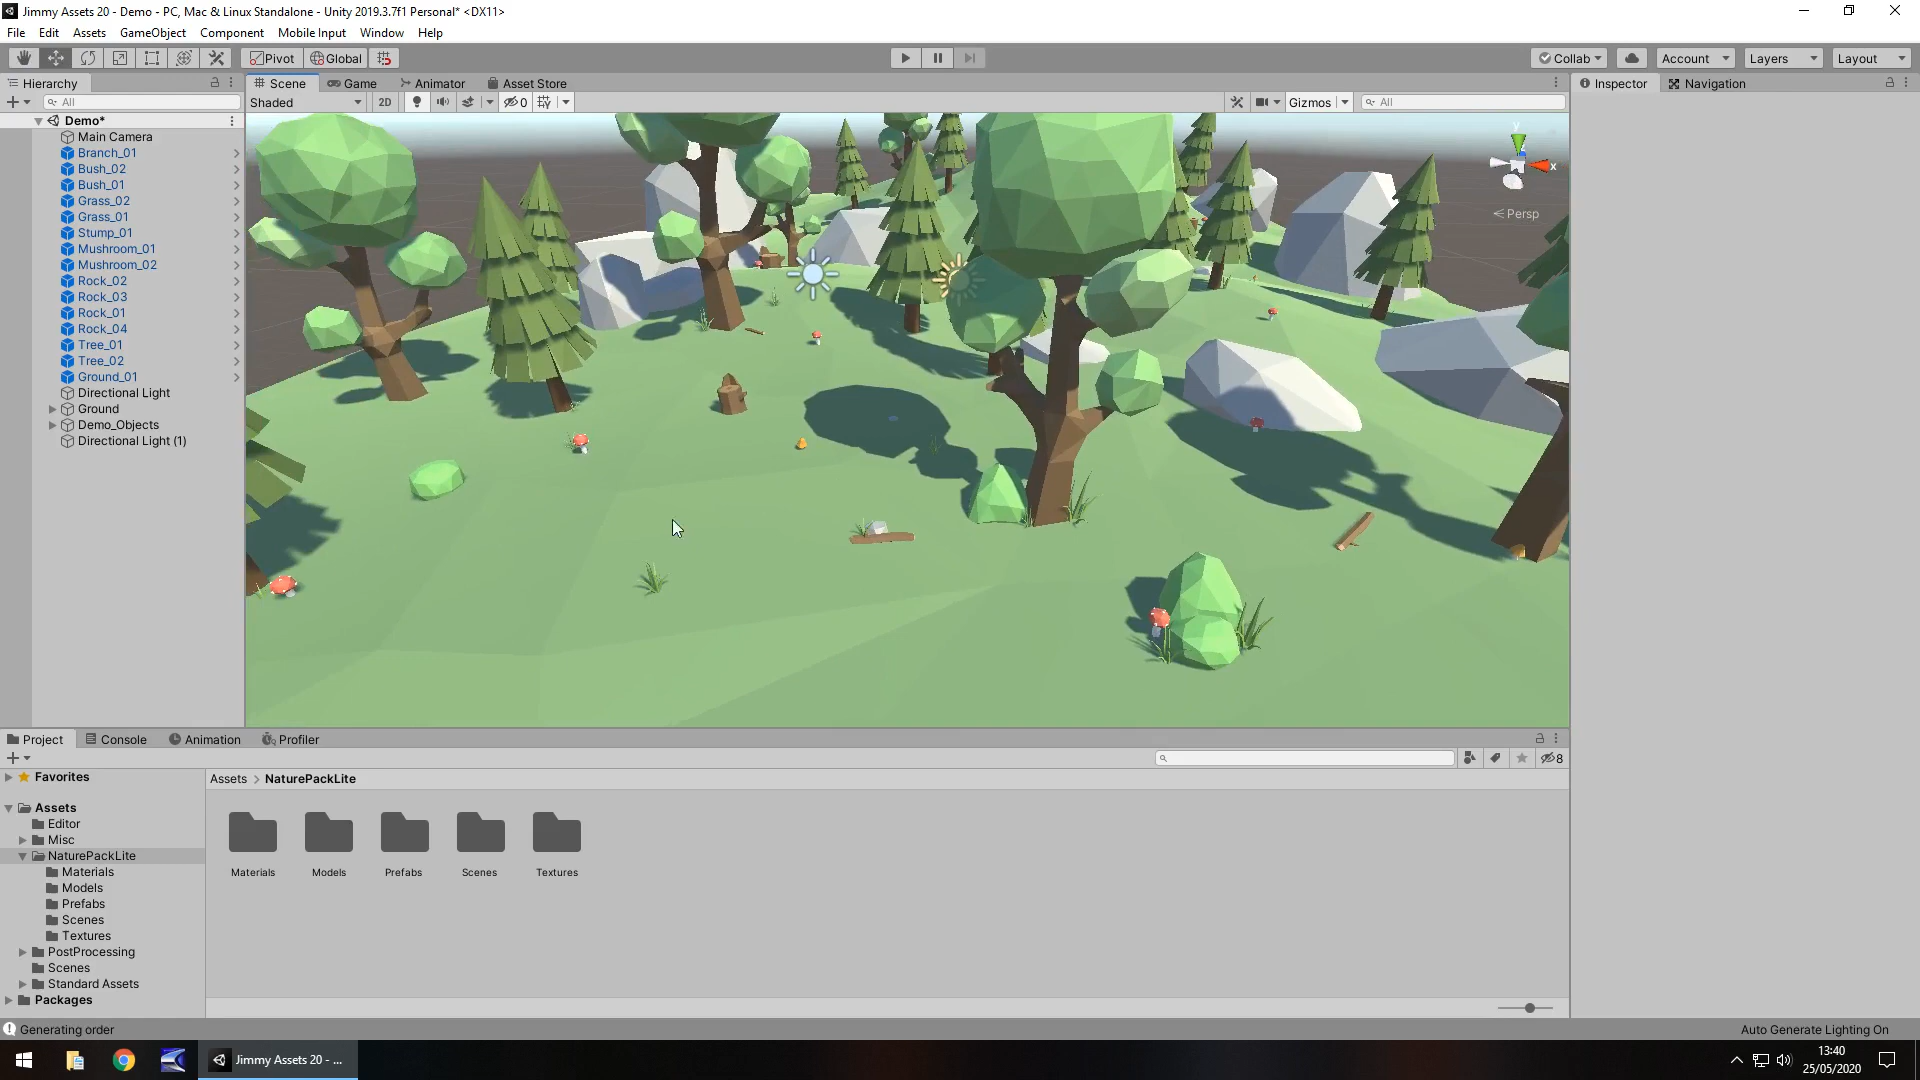 Jimmy Assets 20 - Demo - PC, Mac & Linux Standalone - Unity 2019.3.7f1 Personal* <DX11>
File Edit Assets GameObject Component Mobile Input Window Help
Pivot Global Collab Account Layers Layout
Hierarchy Scene Game Animator Asset Store Inspector Navigation
All Shaded 2D 0 Gizmos All
Demo*
Main Camera
Branch_01
Bush_02
Bush_01
Grass_02
Grass_01
Stump_01
Mushroom_01
Mushroom_02
Rock_02
Rock_03
Rock_01
Rock_04
Tree_01
Tree_02
Ground_01
Directional Light
Ground
Demo_Objects
Directional Light (1)
y
x
Persp
Project Console Animation Profiler
8
Favorites
Assets
Editor
Misc
NaturePackLite
Materials
Models
Prefabs
Scenes
Textures
PostProcessing
Scenes
Standard Assets
Packages
Assets > NaturePackLite
Materials Models Prefabs Scenes Textures
Generating order
Auto Generate Lighting On
Jimmy Assets 20 - ...
13:40
25/05/2020